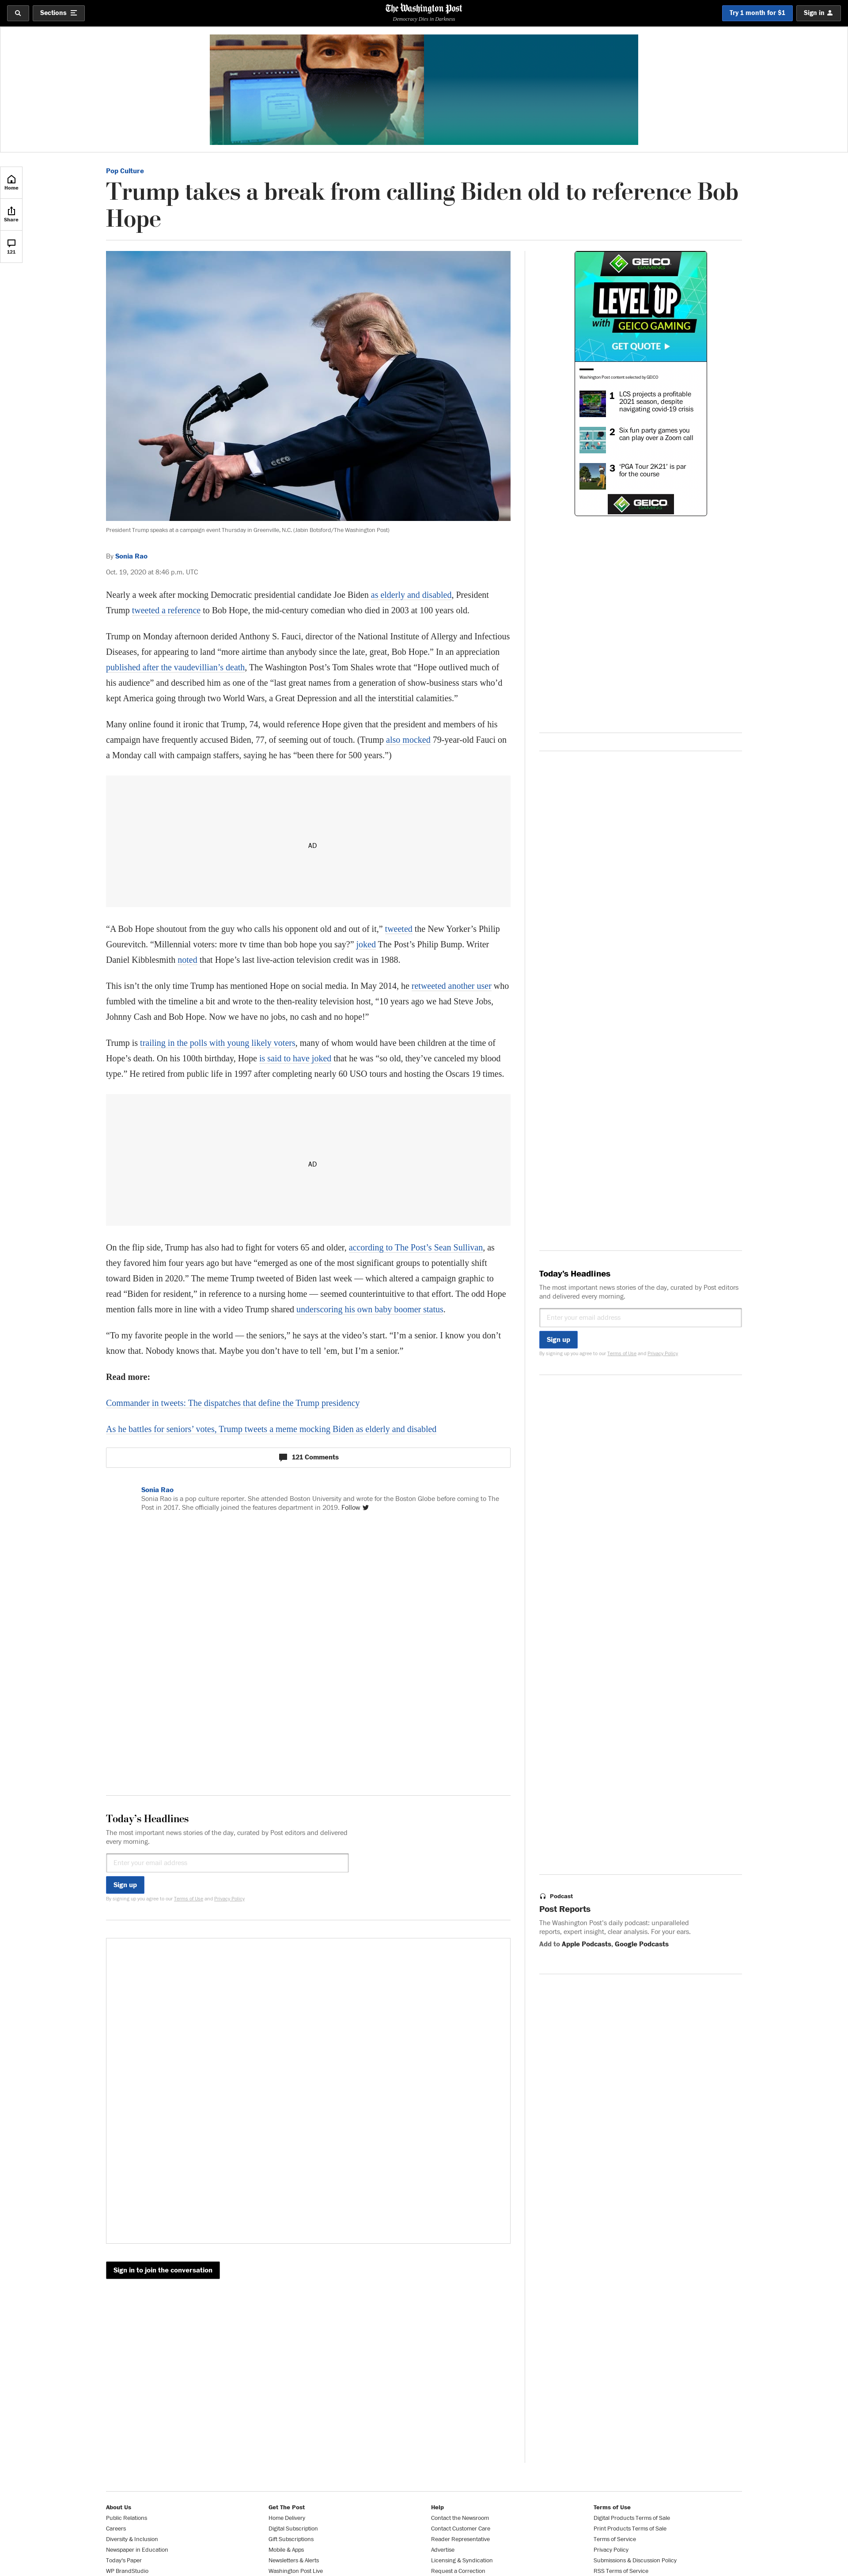 Sections
The Washington Post
Democracy Dies in Darkness
Try 1 month for $1
Sign in
Home
Share
121
Pop Culture
Trump takes a break from calling Biden old to reference Bob
Hope
President Trump speaks at a campaign event Thursday in Greenville, N.C. (Jabin Botsford/The Washington Post)
By Sonia Rao
Oct. 19, 2020 at 8:46 p.m. UTC
Nearly a week after mocking Democratic presidential candidate Joe Biden as elderly and disabled, President
Trump tweeted a reference to Bob Hope, the mid-century comedian who died in 2003 at 100 years old.
Trump on Monday afternoon derided Anthony S. Fauci, director of the National Institute of Allergy and Infectious
Diseases, for appearing to land “more airtime than anybody since the late, great, Bob Hope.” In an appreciation
published after the vaudevillian’s death, The Washington Post’s Tom Shales wrote that “Hope outlived much of
his audience” and described him as one of the “last great names from a generation of show-business stars who’d
kept America going through two World Wars, a Great Depression and all the interstitial calamities.”
Many online found it ironic that Trump, 74, would reference Hope given that the president and members of his
campaign have frequently accused Biden, 77, of seeming out of touch. (Trump also mocked 79-year-old Fauci on
a Monday call with campaign staffers, saying he has “been there for 500 years.”)
AD
“A Bob Hope shoutout from the guy who calls his opponent old and out of it,” tweeted the New Yorker’s Philip
Gourevitch. “Millennial voters: more tv time than bob hope you say?” joked The Post’s Philip Bump. Writer
Daniel Kibblesmith noted that Hope’s last live-action television credit was in 1988.
This isn’t the only time Trump has mentioned Hope on social media. In May 2014, he retweeted another user who
fumbled with the timeline a bit and wrote to the then-reality television host, “10 years ago we had Steve Jobs,
Johnny Cash and Bob Hope. Now we have no jobs, no cash and no hope!”
Trump is trailing in the polls with young likely voters, many of whom would have been children at the time of
Hope’s death. On his 100th birthday, Hope is said to have joked that he was “so old, they’ve canceled my blood
type.” He retired from public life in 1997 after completing nearly 60 USO tours and hosting the Oscars 19 times.
AD
On the flip side, Trump has also had to fight for voters 65 and older, according to The Post’s Sean Sullivan, as
they favored him four years ago but have “emerged as one of the most significant groups to potentially shift
toward Biden in 2020.” The meme Trump tweeted of Biden last week — which altered a campaign graphic to
read “Biden for resident,” in reference to a nursing home — seemed counterintuitive to that effort. The odd Hope
mention falls more in line with a video Trump shared underscoring his own baby boomer status.
“To my favorite people in the world — the seniors,” he says at the video’s start. “I’m a senior. I know you don’t
know that. Nobody knows that. Maybe you don’t have to tell ’em, but I’m a senior.”
Read more:
Commander in tweets: The dispatches that define the Trump presidency
As he battles for seniors’ votes, Trump tweets a meme mocking Biden as elderly and disabled
121 Comments
Sonia Rao
Sonia Rao is a pop culture reporter. She attended Boston University and wrote for the Boston Globe before coming to The
Post in 2017. She officially joined the features department in 2019. Follow
Today’s Headlines
The most important news stories of the day, curated by Post editors and delivered
every morning.
Enter your email address
Sign up
By signing up you agree to our Terms of Use and Privacy Policy
Sign in to join the conversation
GEICO
GAMING
LEVEL UP
with GEICO GAMING
GET QUOTE
Washington Post content selected by GEICO
1 LCS projects a profitable
2021 season, despite
navigating covid-19 crisis
2 Six fun party games you
can play over a Zoom call
3 ‘PGA Tour 2K21’ is par
for the course
GEICO
GAMING
Today’s Headlines
The most important news stories of the day, curated by Post editors
and delivered every morning.
Enter your email address
Sign up
By signing up you agree to our Terms of Use and Privacy Policy
Podcast
Post Reports
The Washington Post’s daily podcast: unparalleled
reports, expert insight, clear analysis. For your ears.
Add to Apple Podcasts, Google Podcasts
About Us
Public Relations
Careers
Diversity & Inclusion
Newspaper in Education
Today’s Paper
WP BrandStudio
Get The Post
Home Delivery
Digital Subscription
Gift Subscriptions
Mobile & Apps
Newsletters & Alerts
Washington Post Live
Help
Contact the Newsroom
Contact Customer Care
Reader Representative
Advertise
Licensing & Syndication
Request a Correction
Terms of Use
Digital Products Terms of Sale
Print Products Terms of Sale
Terms of Service
Privacy Policy
Submissions & Discussion Policy
RSS Terms of Service